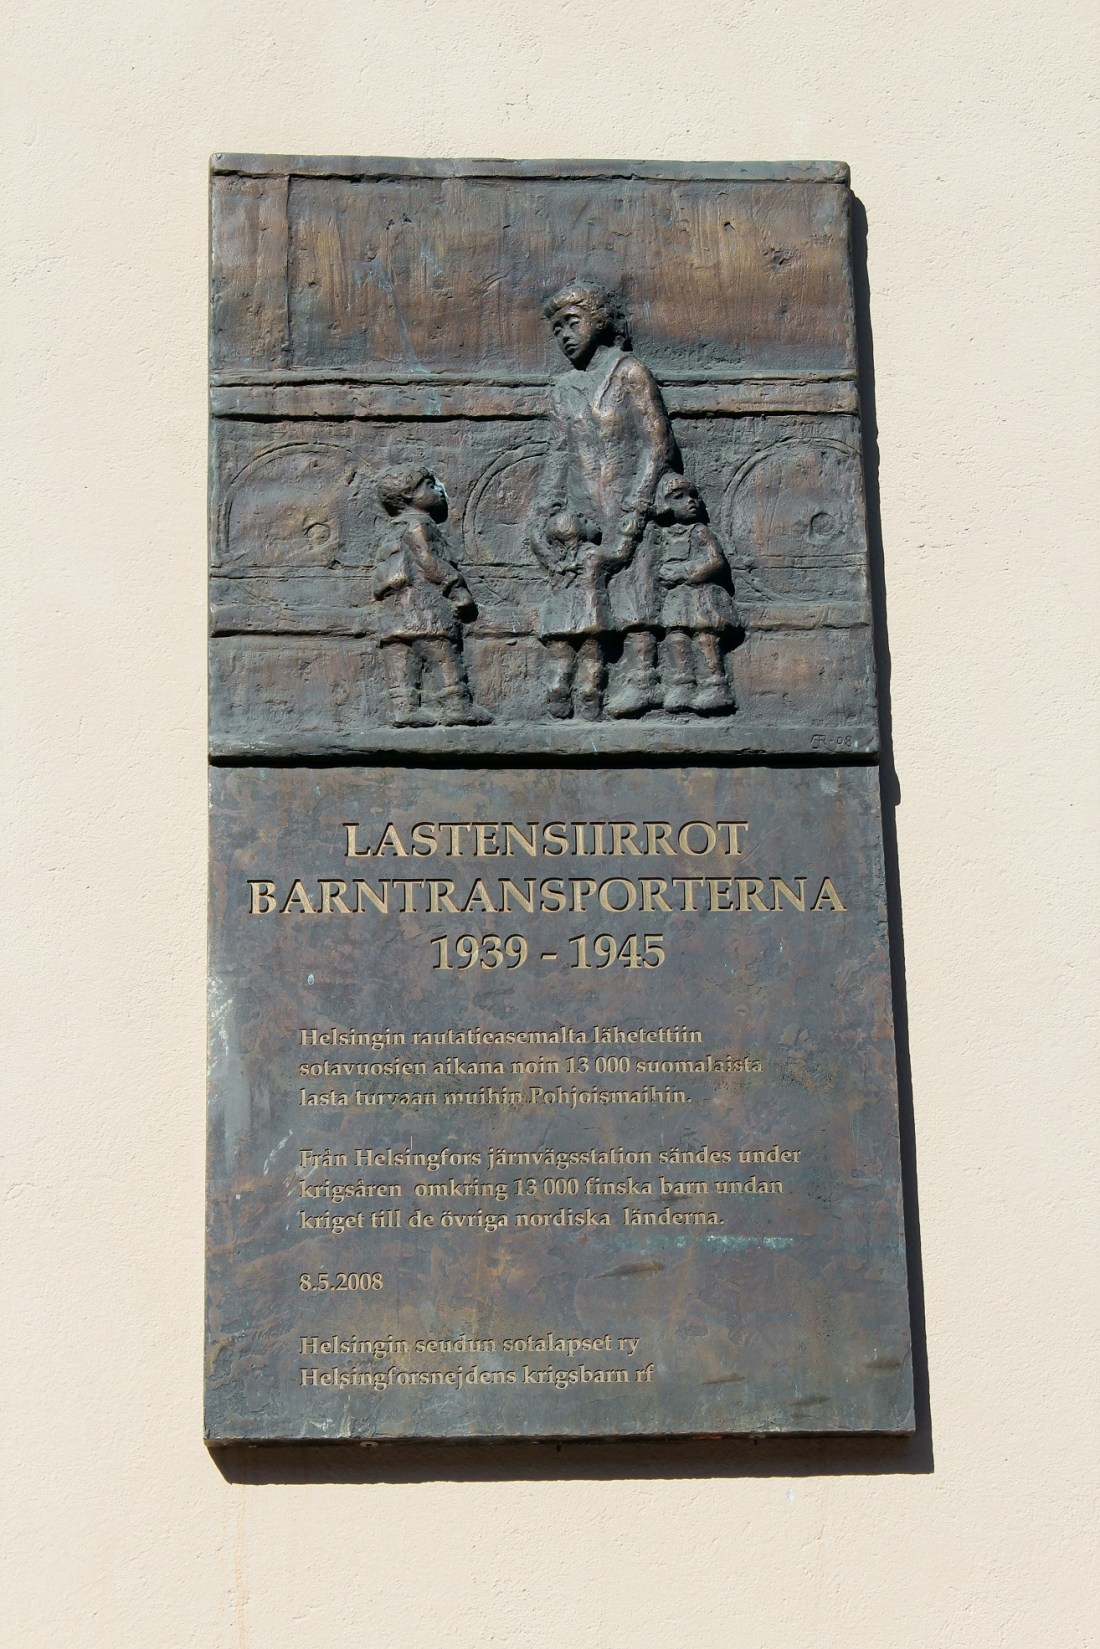 LASTENSIIRROT
BARNTRANSPORTERNA
1939 - 1945
Helsingin rautatieasemalta lähetettiin
sotavuosien aikana noin 13 000 suomalaista
lasta turvaan muihin Pohjoismaihin.
Från Helsingfors järnvägsstation sändes under
krigsåren omkring 13 000 finska barn undan
kriget till de övriga nordiska länderna.
8.5.2008
Helsingin seudun sotalapset ry
Helsingforsnejdens krigsbarn rf